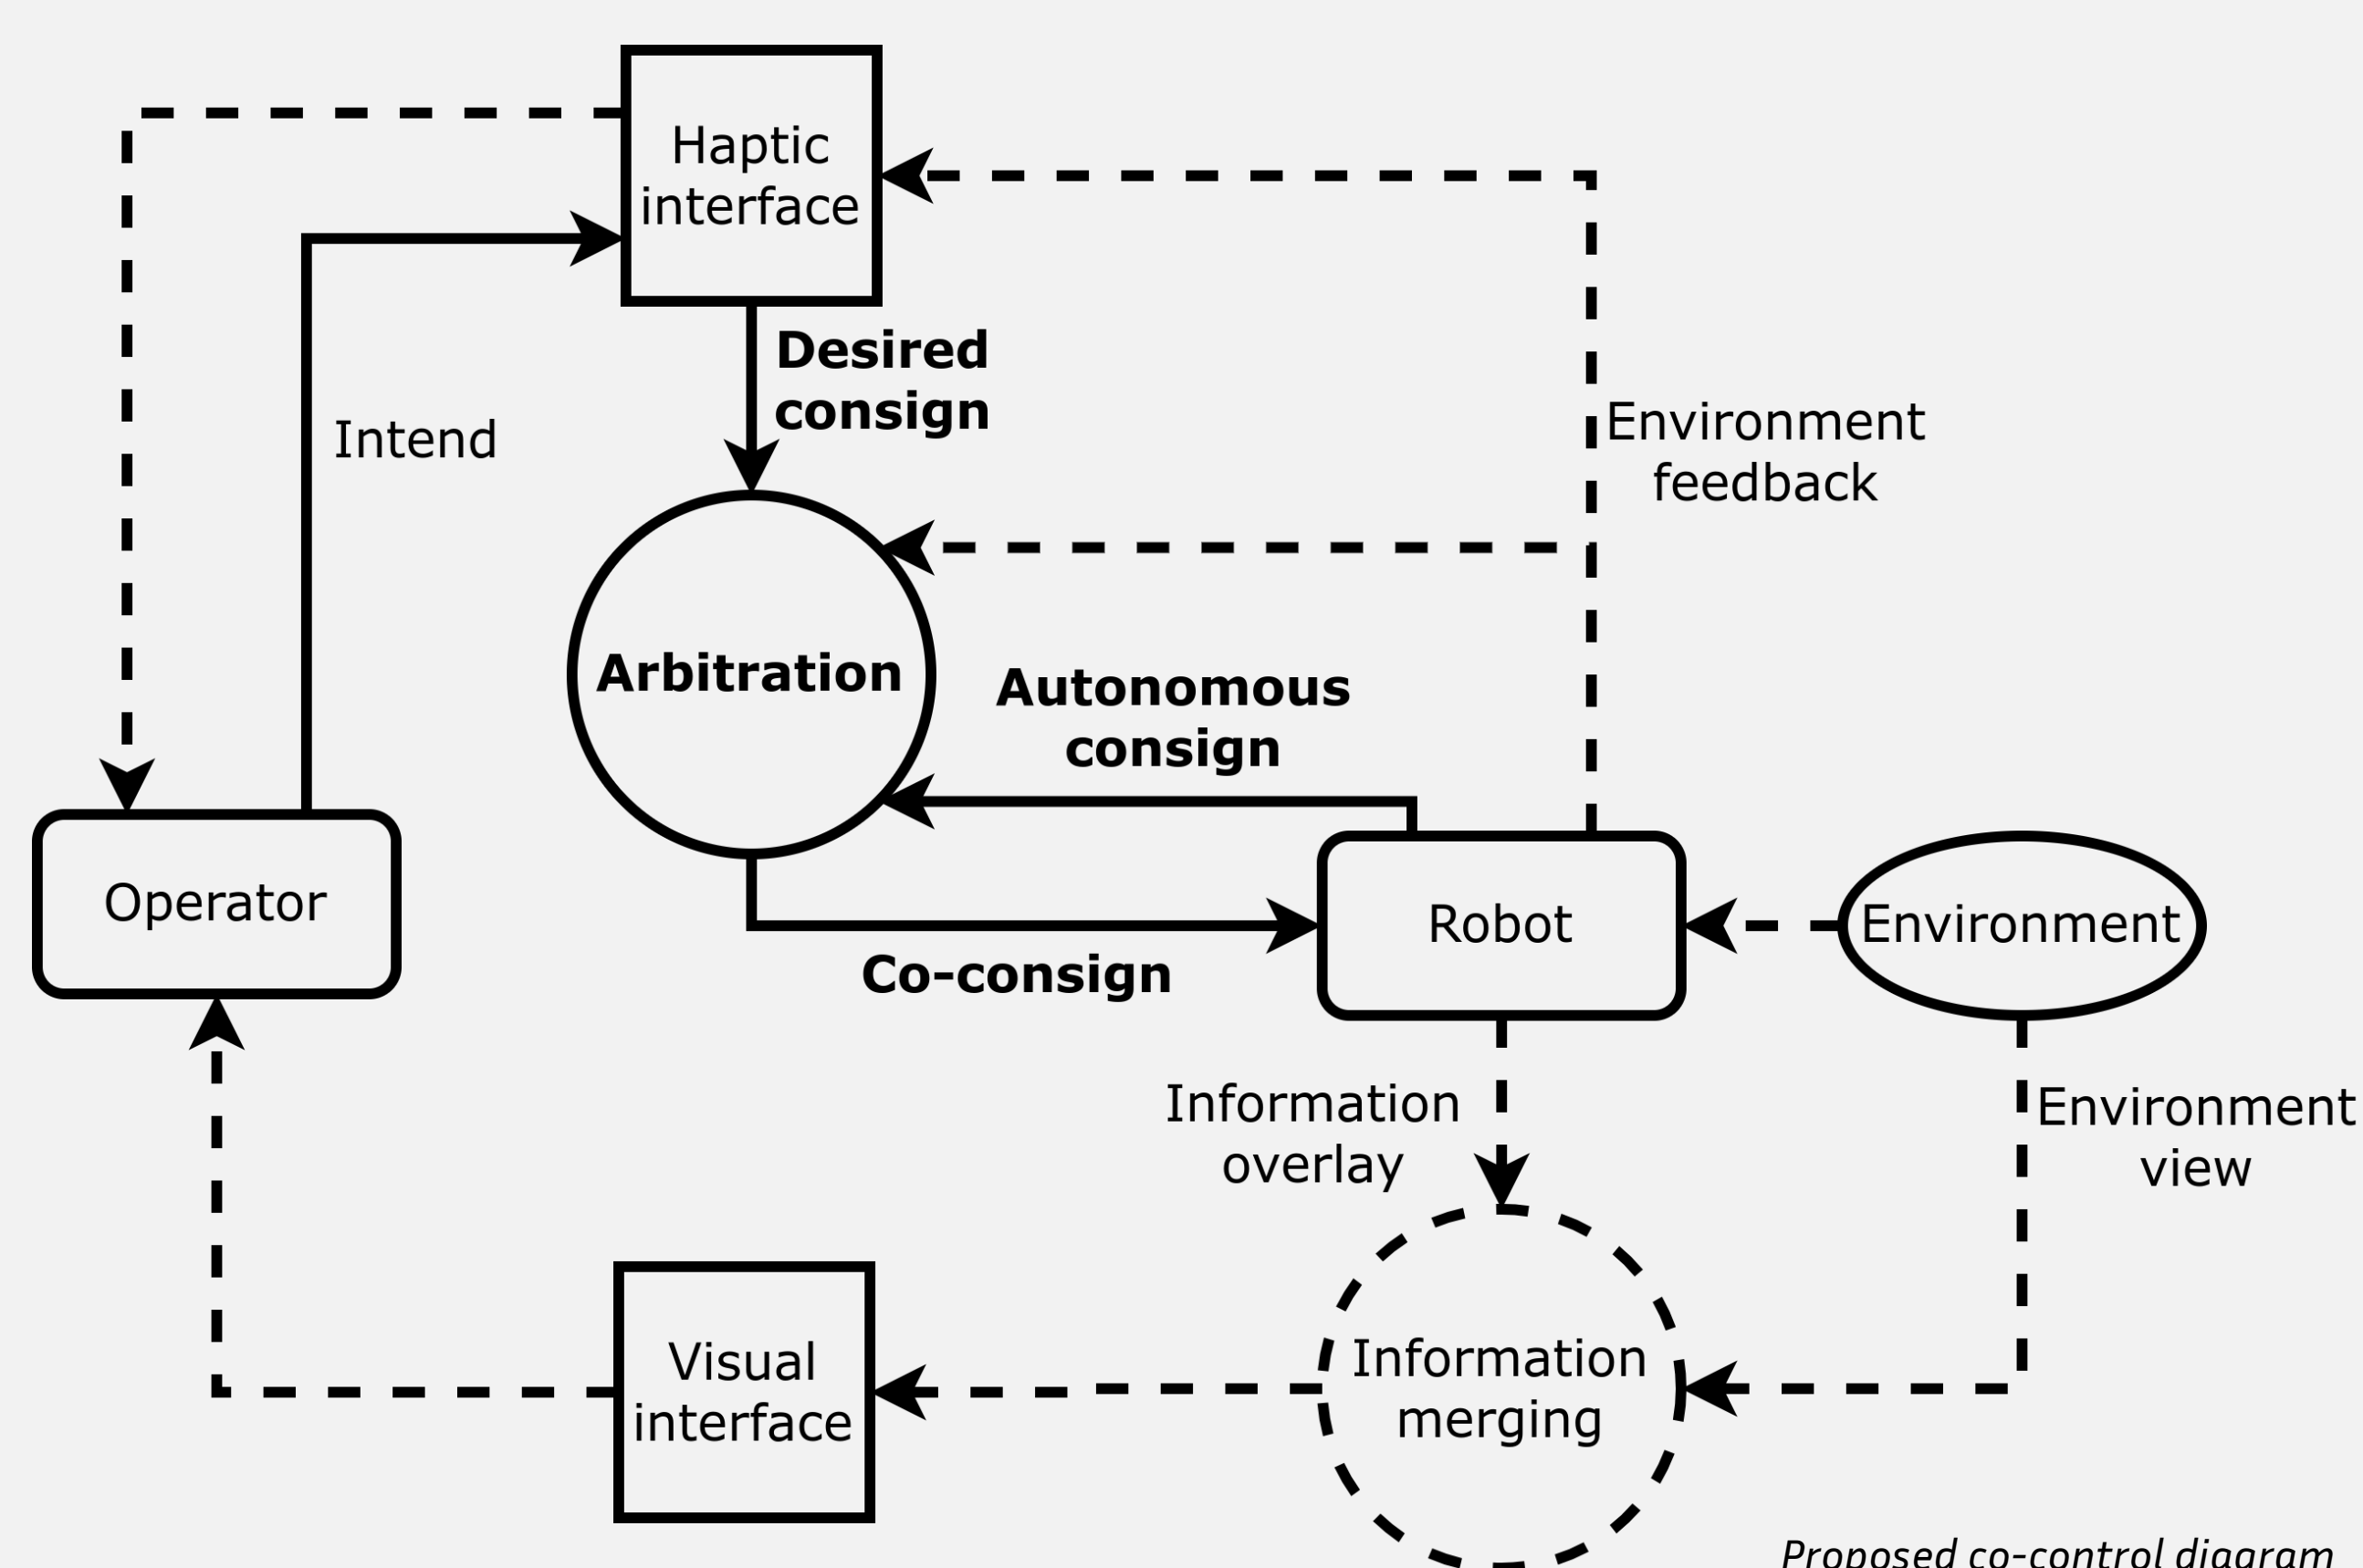 Haptic
interface
Desired
consign
Intend
Environment
feedback
Arbitration
Autonomous
consign
Operator
Robot
Environment
Co-consign
Information
overlay
Environment
view
Visual
interface
Information
merging
Proposed co-control diagram